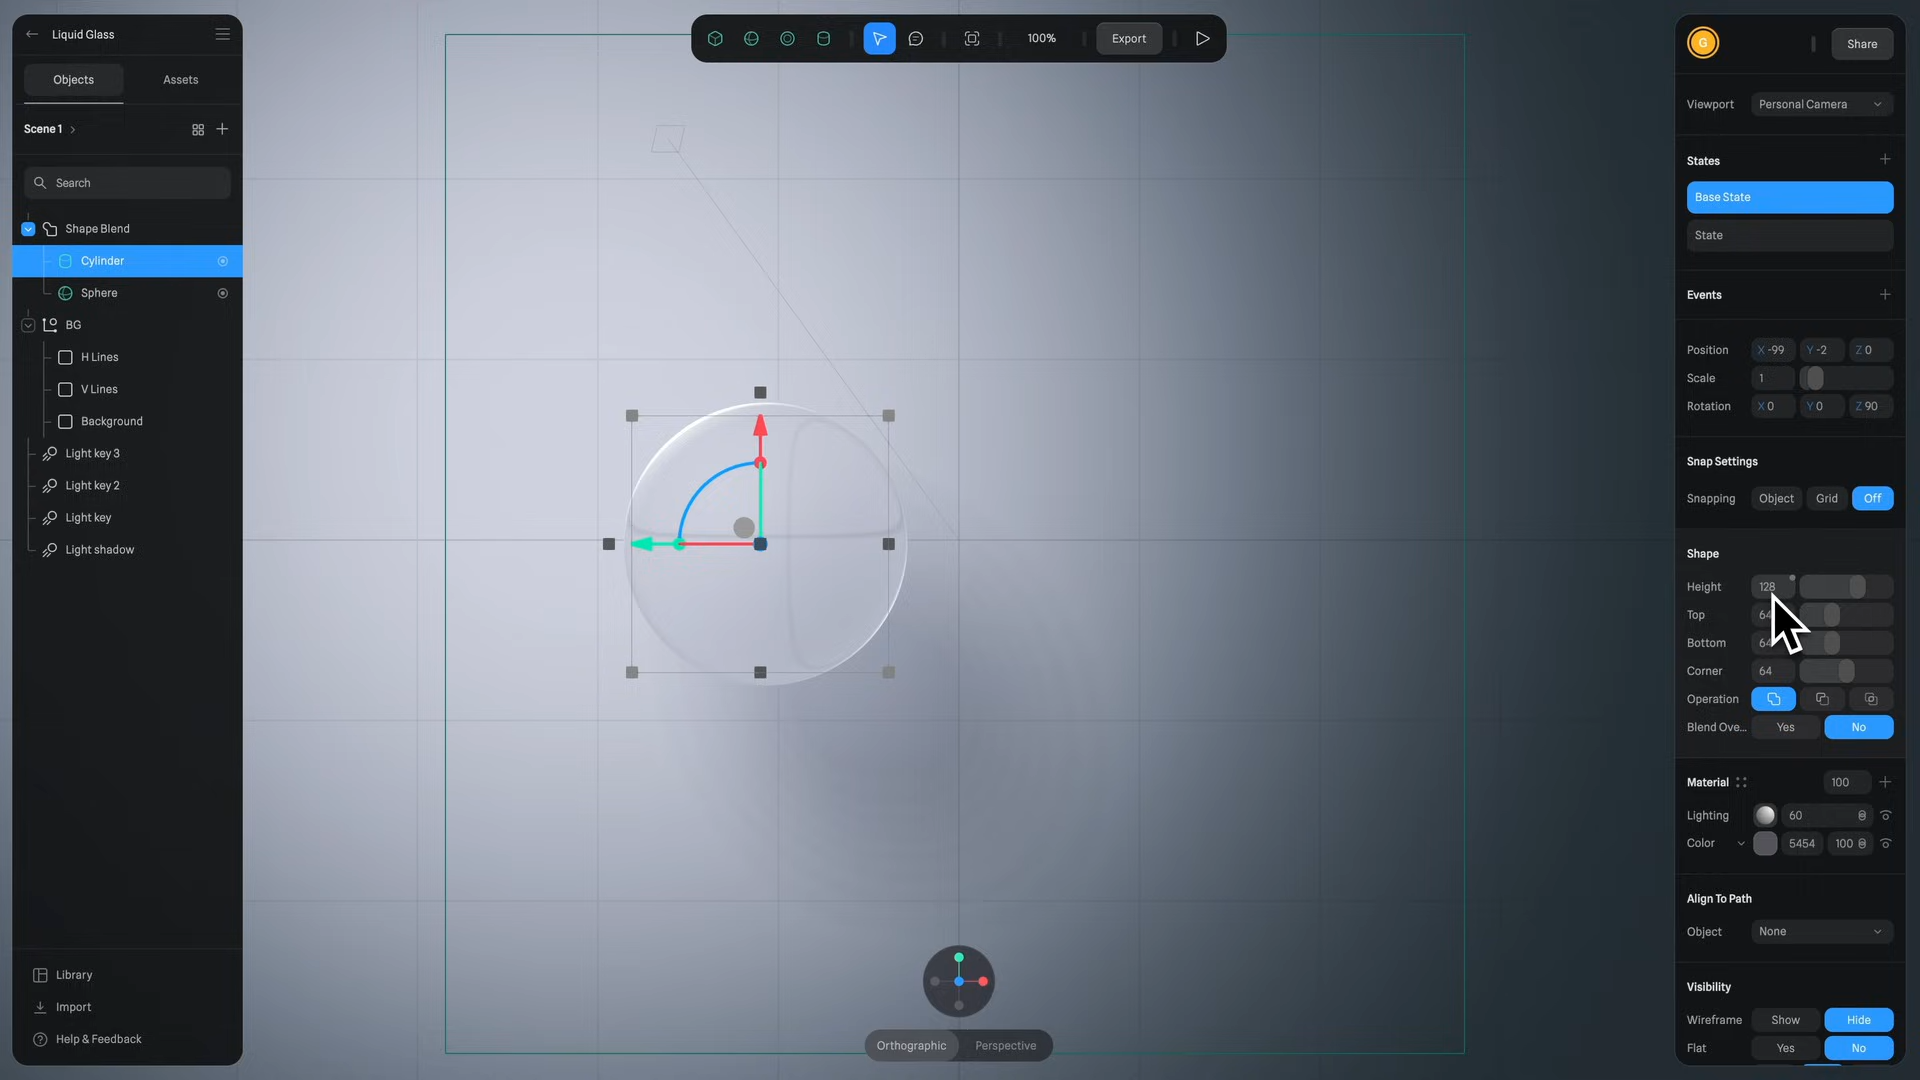 Liquid Glass
Objects
Assets
Scene 1
Search
Shape Blend
Cylinder
Sphere
BG
H Lines
V Lines
Background
Light key 3
Light key 2
Light key
Light shadow
Library
Import
Help & Feedback
100%
Export
Orthographic
Perspective
G
Share
Viewport
Personal Camera
States
Base State
State
Events
Position X -99 Y -2 Z 0
Scale 1
Rotation X 0 Y 0 Z 90
Snap Settings
Snapping Object Grid Off
Shape
Height 128
Top
Bottom
Corner 64
Operation
Blend Ove... Yes No
Material 100
Lighting 60
Color 5454 100
Align To Path
Object None
Visibility
Wireframe Show Hide
Flat Yes No